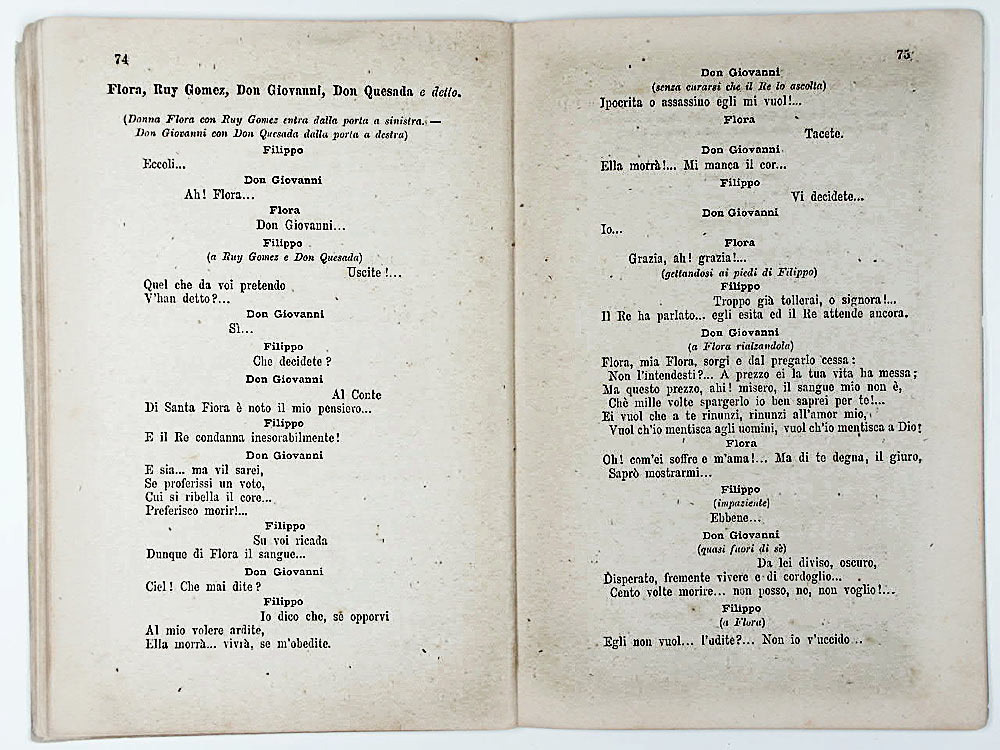 74
Flora, Ruy Gomez, Don Giovanni, Don Quesada e detto.
(Donna Flora con Ruy Gomez entra dalla porta a sinistra. —
Don Giovanni con Don Quesada dalla porta a destra)
Filippo
Eccoli...
Don Giovanni
Ah! Flora...
Flora
Don Giovanni...
Filippo
(a Ruy Gomez e Don Quesada)
Uscite!...
Quel che da voi pretendo
V'han detto?...
Don Giovanni
Sì...
Filippo
Che decidete?
Don Giovanni
Al Conte
Di Santa Fiora è noto il mio pensiero...
Filippo
E il Re condanna inesorabilmente!
Don Giovanni
E sia... ma vil sarei,
Se proferissi un voto,
Cui si ribella il core...
Preferisco morir!...
Filippo
Su voi ricada
Dunque di Flora il sangue...
Don Giovanni
Ciel! Che mai dite?
Filippo
Io dico che, se opporvi
Al mio volere ardite,
Ella morrà... vivrà, se m'obedite.
75
Don Giovanni
(senza curarsi che il Re lo ascolta)
Ipocrita o assassino egli mi vuol!...
Flora
Tacete.
Don Giovanni
Ella morrà!... Mi manca il cor...
Filippo
Vi decidete...
Don Giovanni
Io...
Flora
Grazia, ah! grazia!...
(gettandosi ai piedi di Filippo)
Filippo
Troppo già tollerai, o signora!...
Il Re ha parlato... egli esita ed il Re attende ancora.
Don Giovanni
(a Flora rialzandola)
Flora, mia Flora, sorgi e dal pregarlo cessa:
Non l'intendesti?... A prezzo ei la tua vita ha messa;
Ma questo prezzo, ahi! misero, il sangue mio non è,
Chè mille volte spargerlo io ben saprei per te!...
Ei vuol che a te rinunzi, rinunzi all'amor mio,
Vuol ch'io mentisca agli uomini, vuol ch'io mentisca a Dio!
Flora
Oh! com'ei soffre e m'ama!... Ma di te degna, il giuro,
Saprò mostrarmi...
Filippo
(impaziente)
Ebbene...
Don Giovanni
(quasi fuori di sè)
Da lei diviso, oscuro,
Disperato, fremente vivere e di cordoglio...
Cento volte morire... non posso, no, non voglio!...
Filippo
(a Flora)
Egli non vuol... l'udite?... Non io v'uccido...